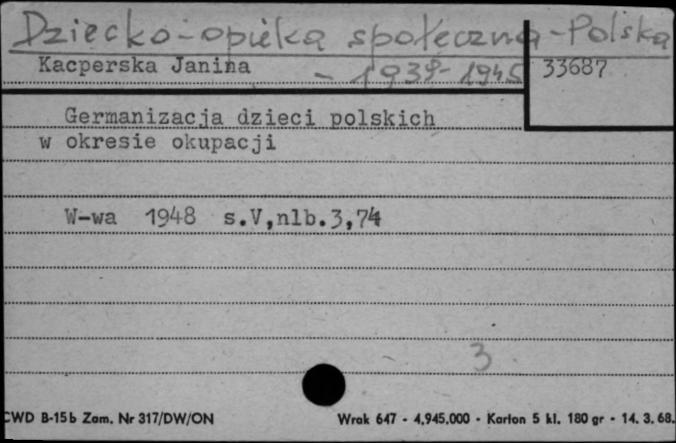 Dziecko-opieka społeczna-Polska
Kacperska Janina - 1939-1945 33687
Germanizacja dzieci polskich
w okresie okupacji
W-wa 1948 s.V,nlb.3,74
3
CWD B-15b Zam. Nr 317/DW/ON Wrak 647 - 4,945.000 - Karton 5 kl. 180 gr - 14. 3. 68.